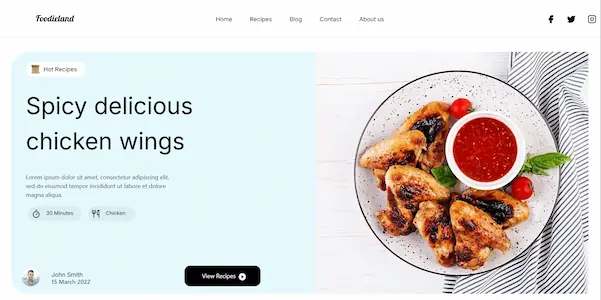 Foodieland
Home Recipes Blog Contact About us
Hot Recipes
Spicy delicious
chicken wings
Lorem ipsum dolor sit amet, consectetur adipiscing elit,
sed do eiusmod tempor incididunt ut labore et dolore
magna aliqua.
30 Minutes Chicken
John Smith
15 March 2022
View Recipes